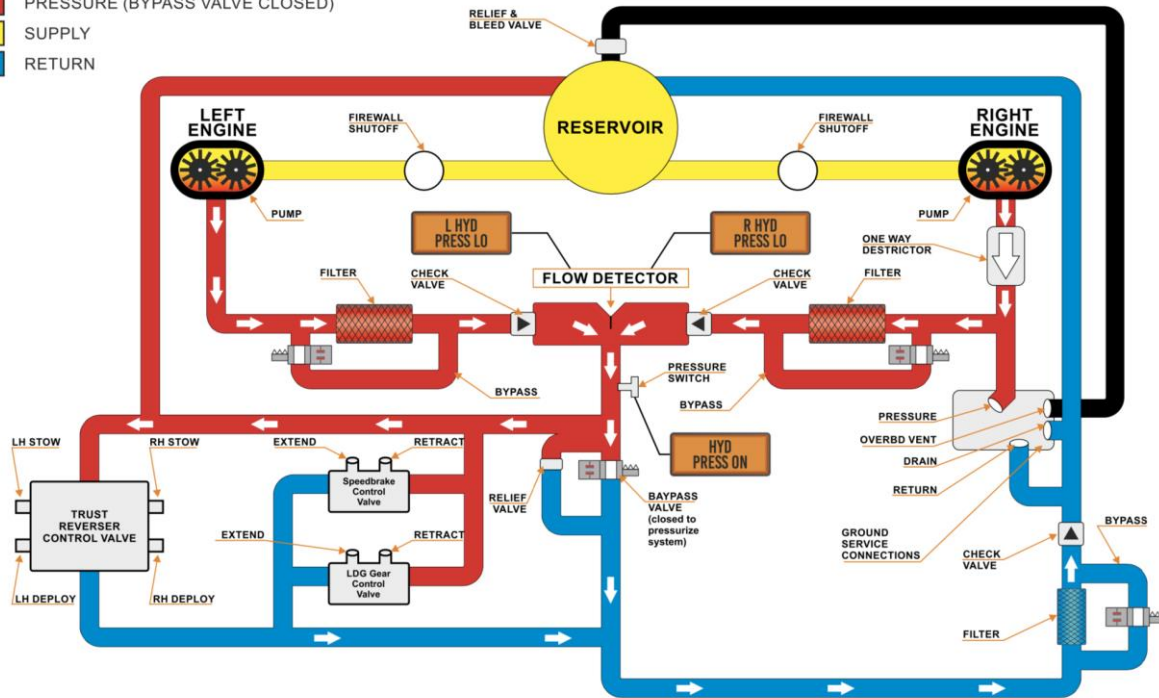 PRESSURE (BYPASS VALVE CLOSED)
SUPPLY
RETURN
RELIEF &
BLEED VALVE
LEFT
ENGINE
FIREWALL
SHUTOFF
RESERVOIR
FIREWALL
SHUTOFF
RIGHT
ENGINE
PUMP
L HYD
PRESS LO
R HYD
PRESS LO
PUMP
ONE WAY
DESTRICTOR
FILTER
CHECK
VALVE
FLOW DETECTOR
CHECK
VALVE
FILTER
BYPASS
PRESSURE
SWITCH
BYPASS
PRESSURE
OVERBD VENT
DRAIN
RETURN
LH STOW
RH STOW
EXTEND
RETRACT
HYD
PRESS ON
Speedbrake
Control
Valve
RELIEF
VALVE
BAYPASS
VALVE
(closed to
pressurize
system)
TRUST
REVERSER
CONTROL VALVE
EXTEND
RETRACT
GROUND
SERVICE
CONNECTIONS
CHECK
VALVE
BYPASS
LDG Gear
Control
Valve
LH DEPLOY
RH DEPLOY
FILTER